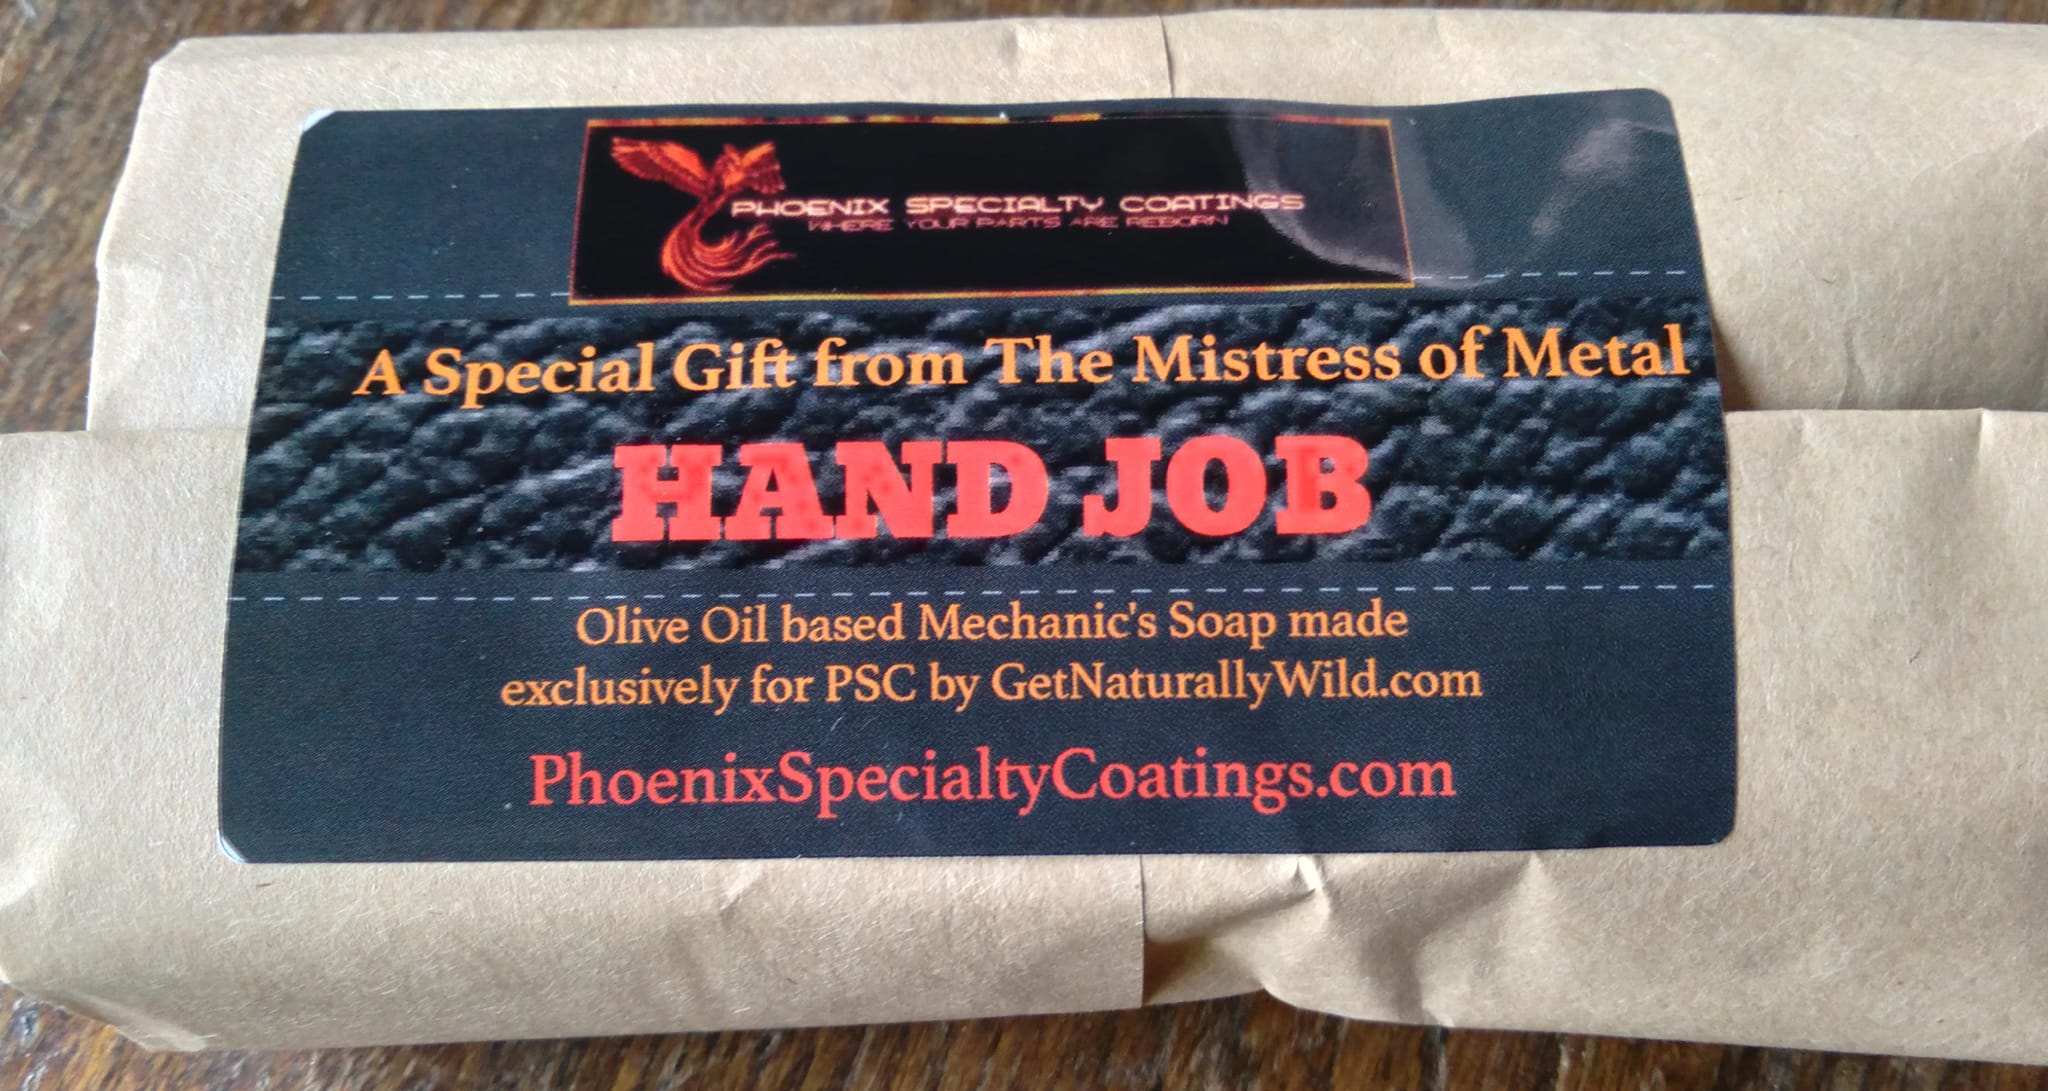 PHOENIX SPECIALTY COATINGS
WHERE YOUR PARTS ARE REBORN
A Special Gift from The Mistress of Metal
HAND JOB
Olive Oil based Mechanic's Soap made
exclusively for PSC by GetNaturallyWild.com
PhoenixSpecialtyCoatings.com